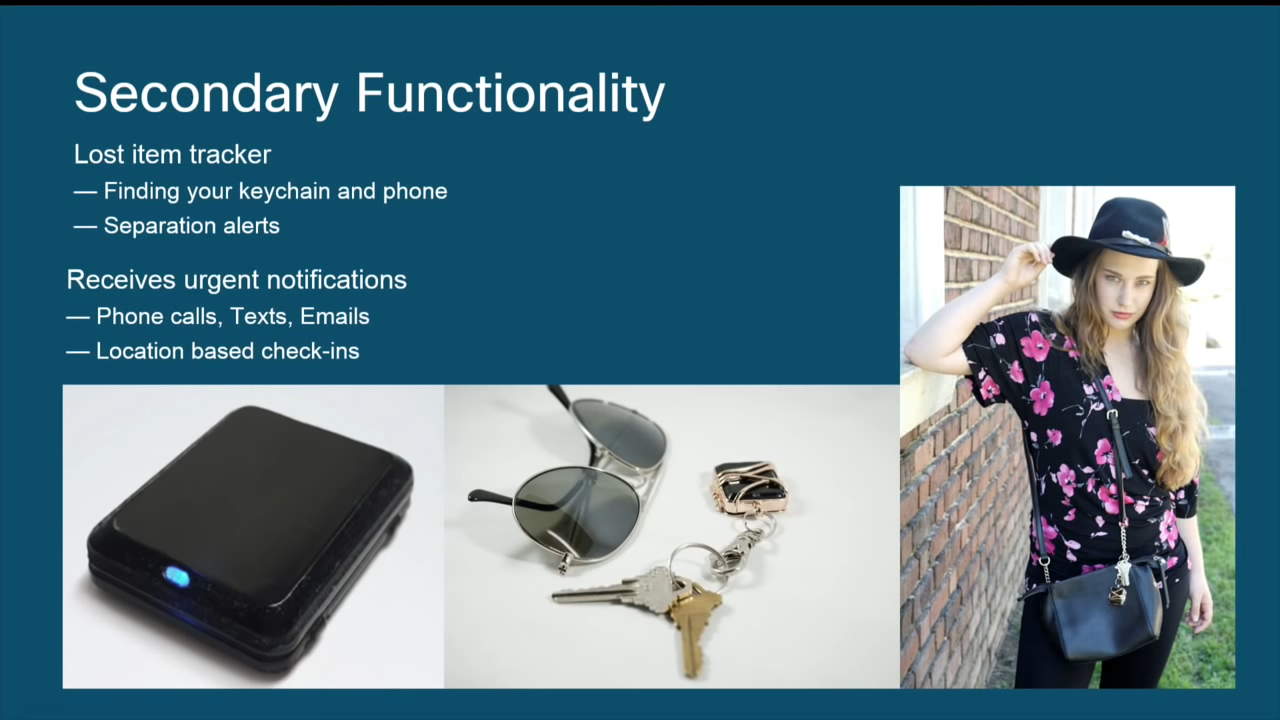 Secondary Functionality
Lost item tracker
— Finding your keychain and phone
— Separation alerts
Receives urgent notifications
— Phone calls, Texts, Emails
— Location based check-ins